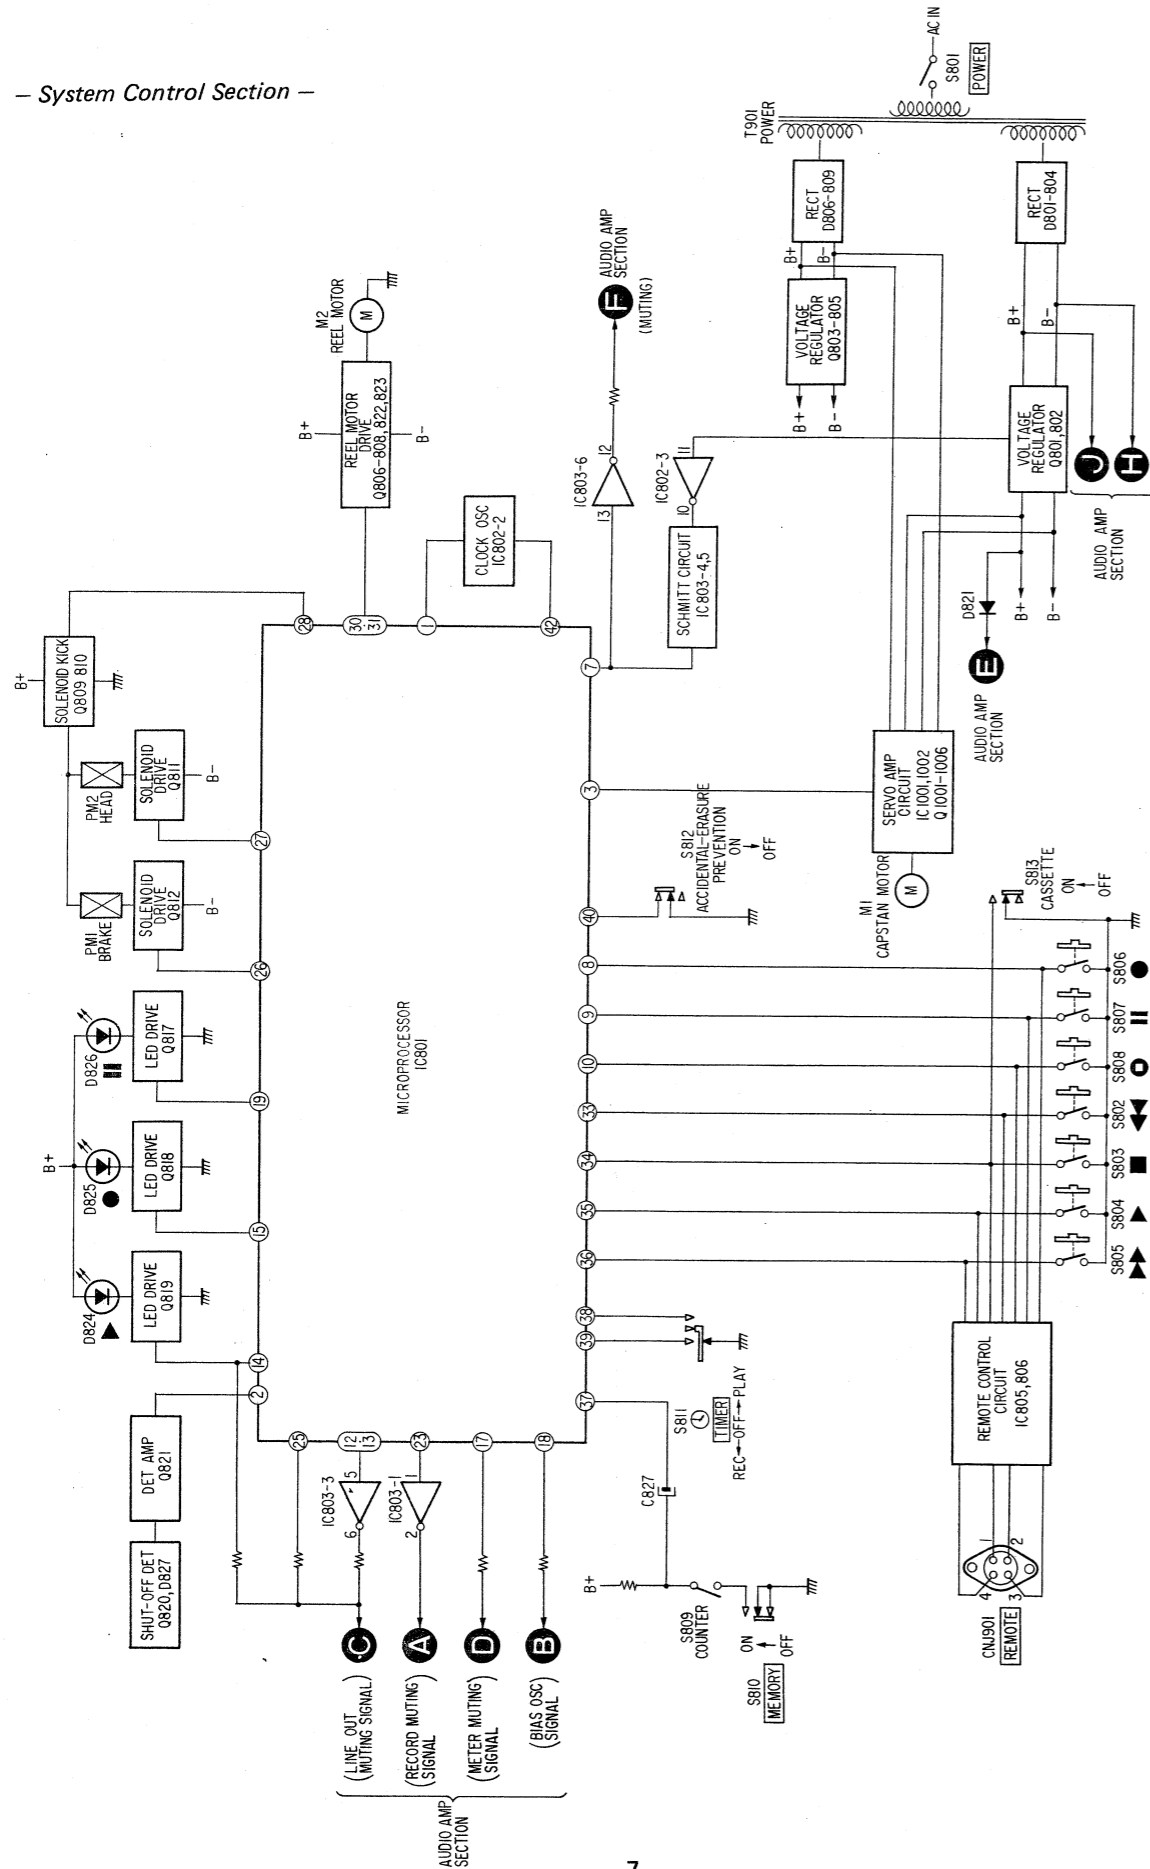 — System Control Section —
AC IN
S801
POWER
T901
POWER
RECT
D806-809
RECT
D801-804
B+
B-
VOLTAGE
REGULATOR
Q803-805
B+
B-
B+
B-
VOLTAGE
REGULATOR
Q801,802
J
H
AUDIO AMP
SECTION
F
AUDIO AMP
SECTION
(MUTING)
M2
REEL MOTOR
M
B+
REEL MOTOR
DRIVE
Q806-808,822,823
B-
IC803-6
12
13
IC802-3
11
10
SCHMITT CIRCUIT
IC803-4,5
CLOCK OSC
IC802-2
D821
B+
B-
E
AUDIO AMP
SECTION
B+
SOLENOID KICK
Q809 810
PM2
HEAD
SOLENOID
DRIVE
Q811
B-
PM1
BRAKE
SOLENOID
DRIVE
Q812
B-
28
30
31
1
42
7
27
26
3
40
SERVO AMP
CIRCUIT
IC1001,1002
Q1001-1006
M1
CAPSTAN MOTOR
M
S812
ACCIDENTAL-ERASURE
PREVENTION
ON
OFF
S813
CASSETTE
ON
OFF
MICROPROCESSOR
IC801
D826
LED DRIVE
Q817
19
B+
D825
LED DRIVE
Q818
15
D824
LED DRIVE
Q819
14
2
8
9
10
33
34
35
36
38
39
37
S806
S807
S808
S802
S803
S804
S805
DET AMP
Q821
SHUT-OFF DET
Q820,D827
25
12
13
23
17
18
IC803-3
5
6
IC803-1
1
2
S811
TIMER
REC
OFF
PLAY
C827
B+
S809
COUNTER
ON
OFF
S810
MEMORY
REMOTE CONTROL
CIRCUIT
IC805,806
1
2
3
4
CNJ901
REMOTE
C
A
D
B
(LINE OUT
MUTING SIGNAL)
(RECORD MUTING
SIGNAL)
(METER MUTING
SIGNAL)
(BIAS OSC
SIGNAL)
AUDIO AMP
SECTION